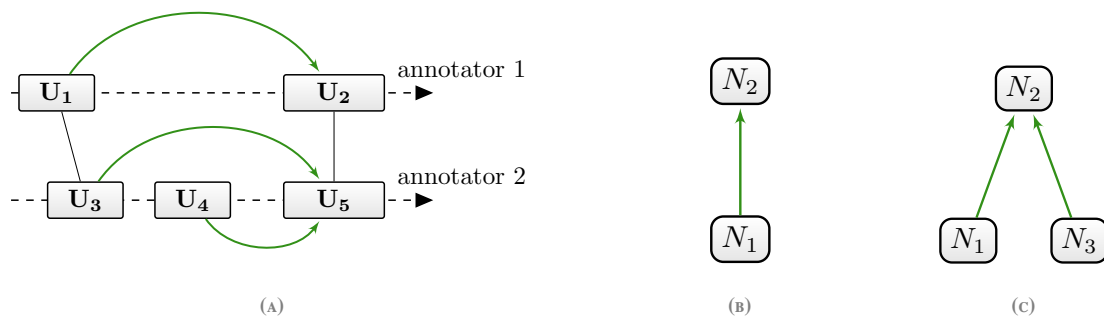 U₁ U₂ annotator 1
U₃ U₄ U₅ annotator 2
(A)
N₂
N₁
(B)
N₂
N₁ N₃
(C)